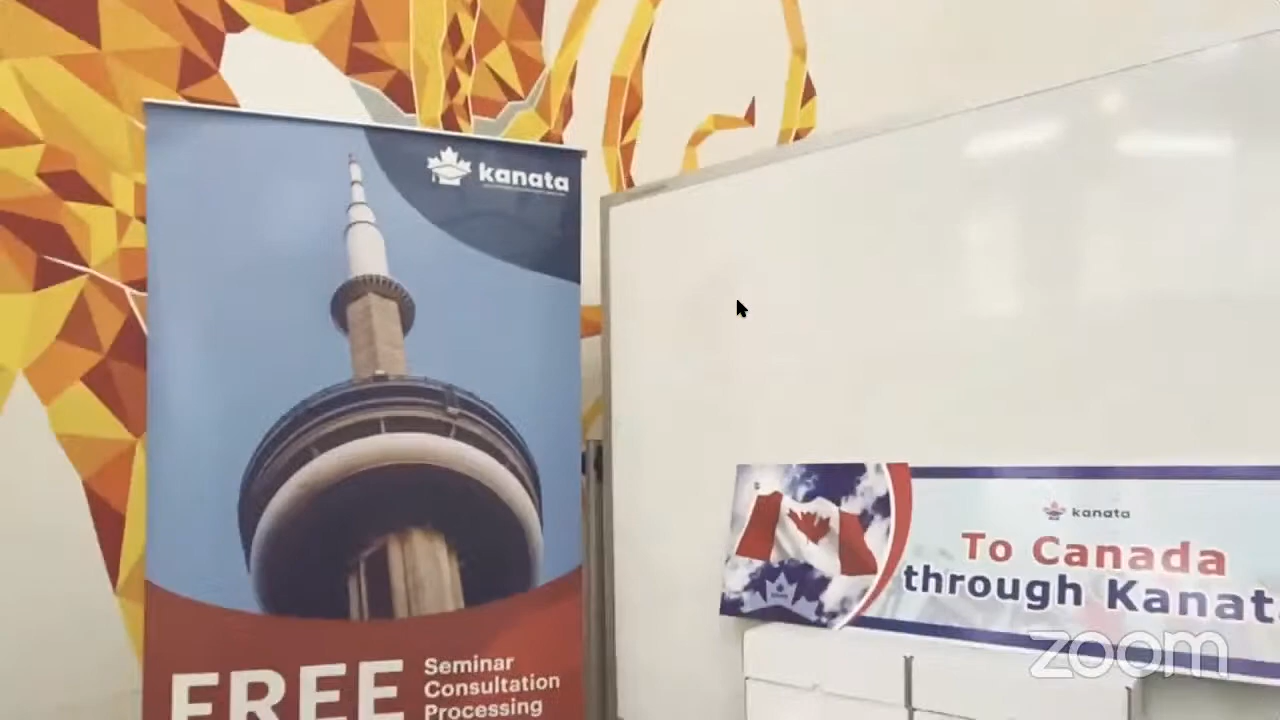 kanata
FREE
Seminar
Consultation
Processing
kanata
To Canada
through Kanat
zoom